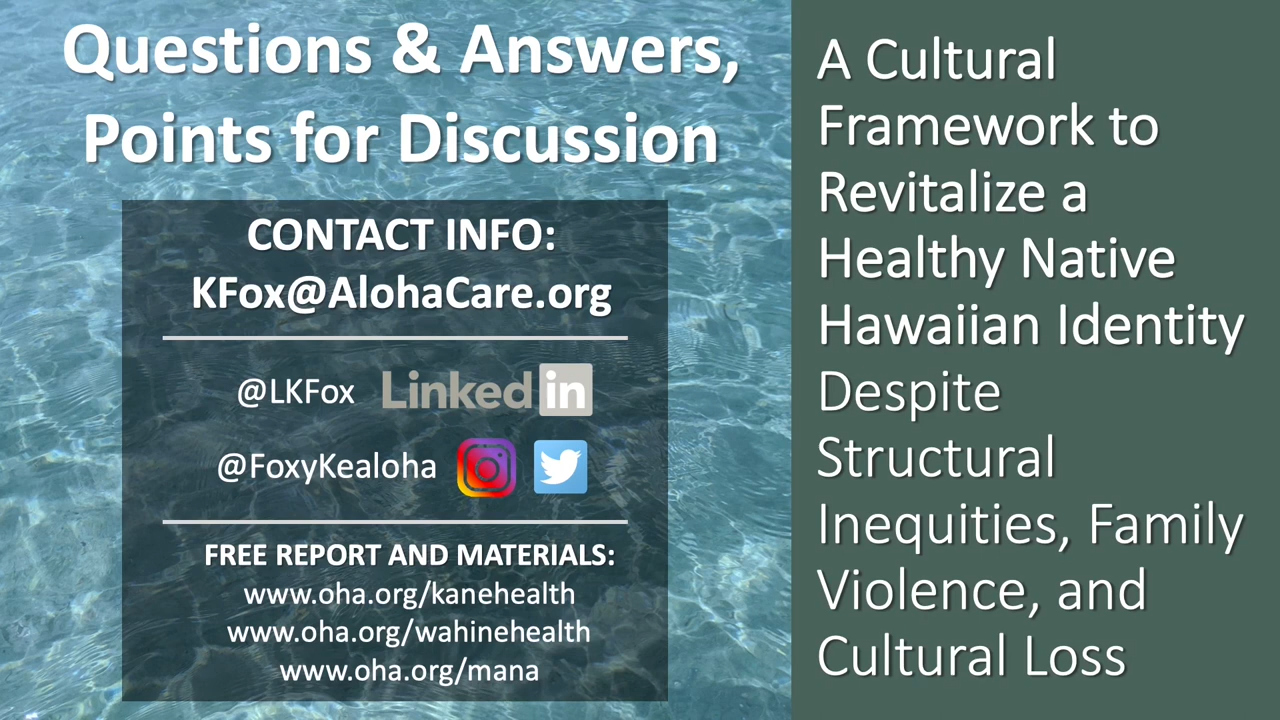 Questions & Answers,
Points for Discussion
CONTACT INFO:
KFox@AlohaCare.org
@LKFox LinkedIn
@FoxyKealoha
FREE REPORT AND MATERIALS:
www.oha.org/kanehealth
www.oha.org/wahinehealth
www.oha.org/mana
A Cultural
Framework to
Revitalize a
Healthy Native
Hawaiian Identity
Despite
Structural
Inequities, Family
Violence, and
Cultural Loss